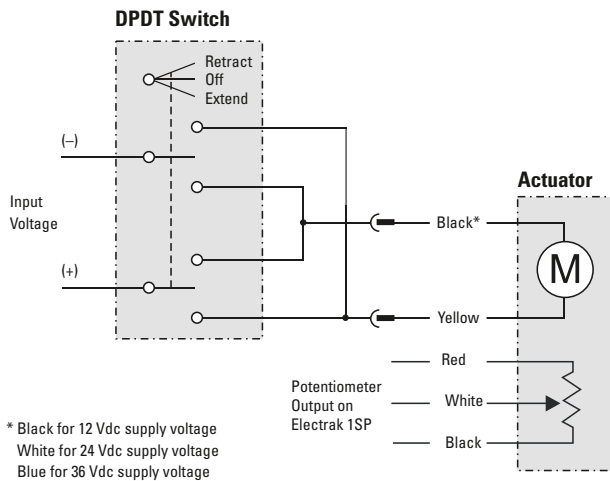 DPDT Switch
Retract
Off
Extend
(–)
Input
Voltage
(+)
Actuator
Black*
M
Yellow
Red
Potentiometer
Output on
Electrak 1SP
White
Black
* Black for 12 Vdc supply voltage
White for 24 Vdc supply voltage
Blue for 36 Vdc supply voltage